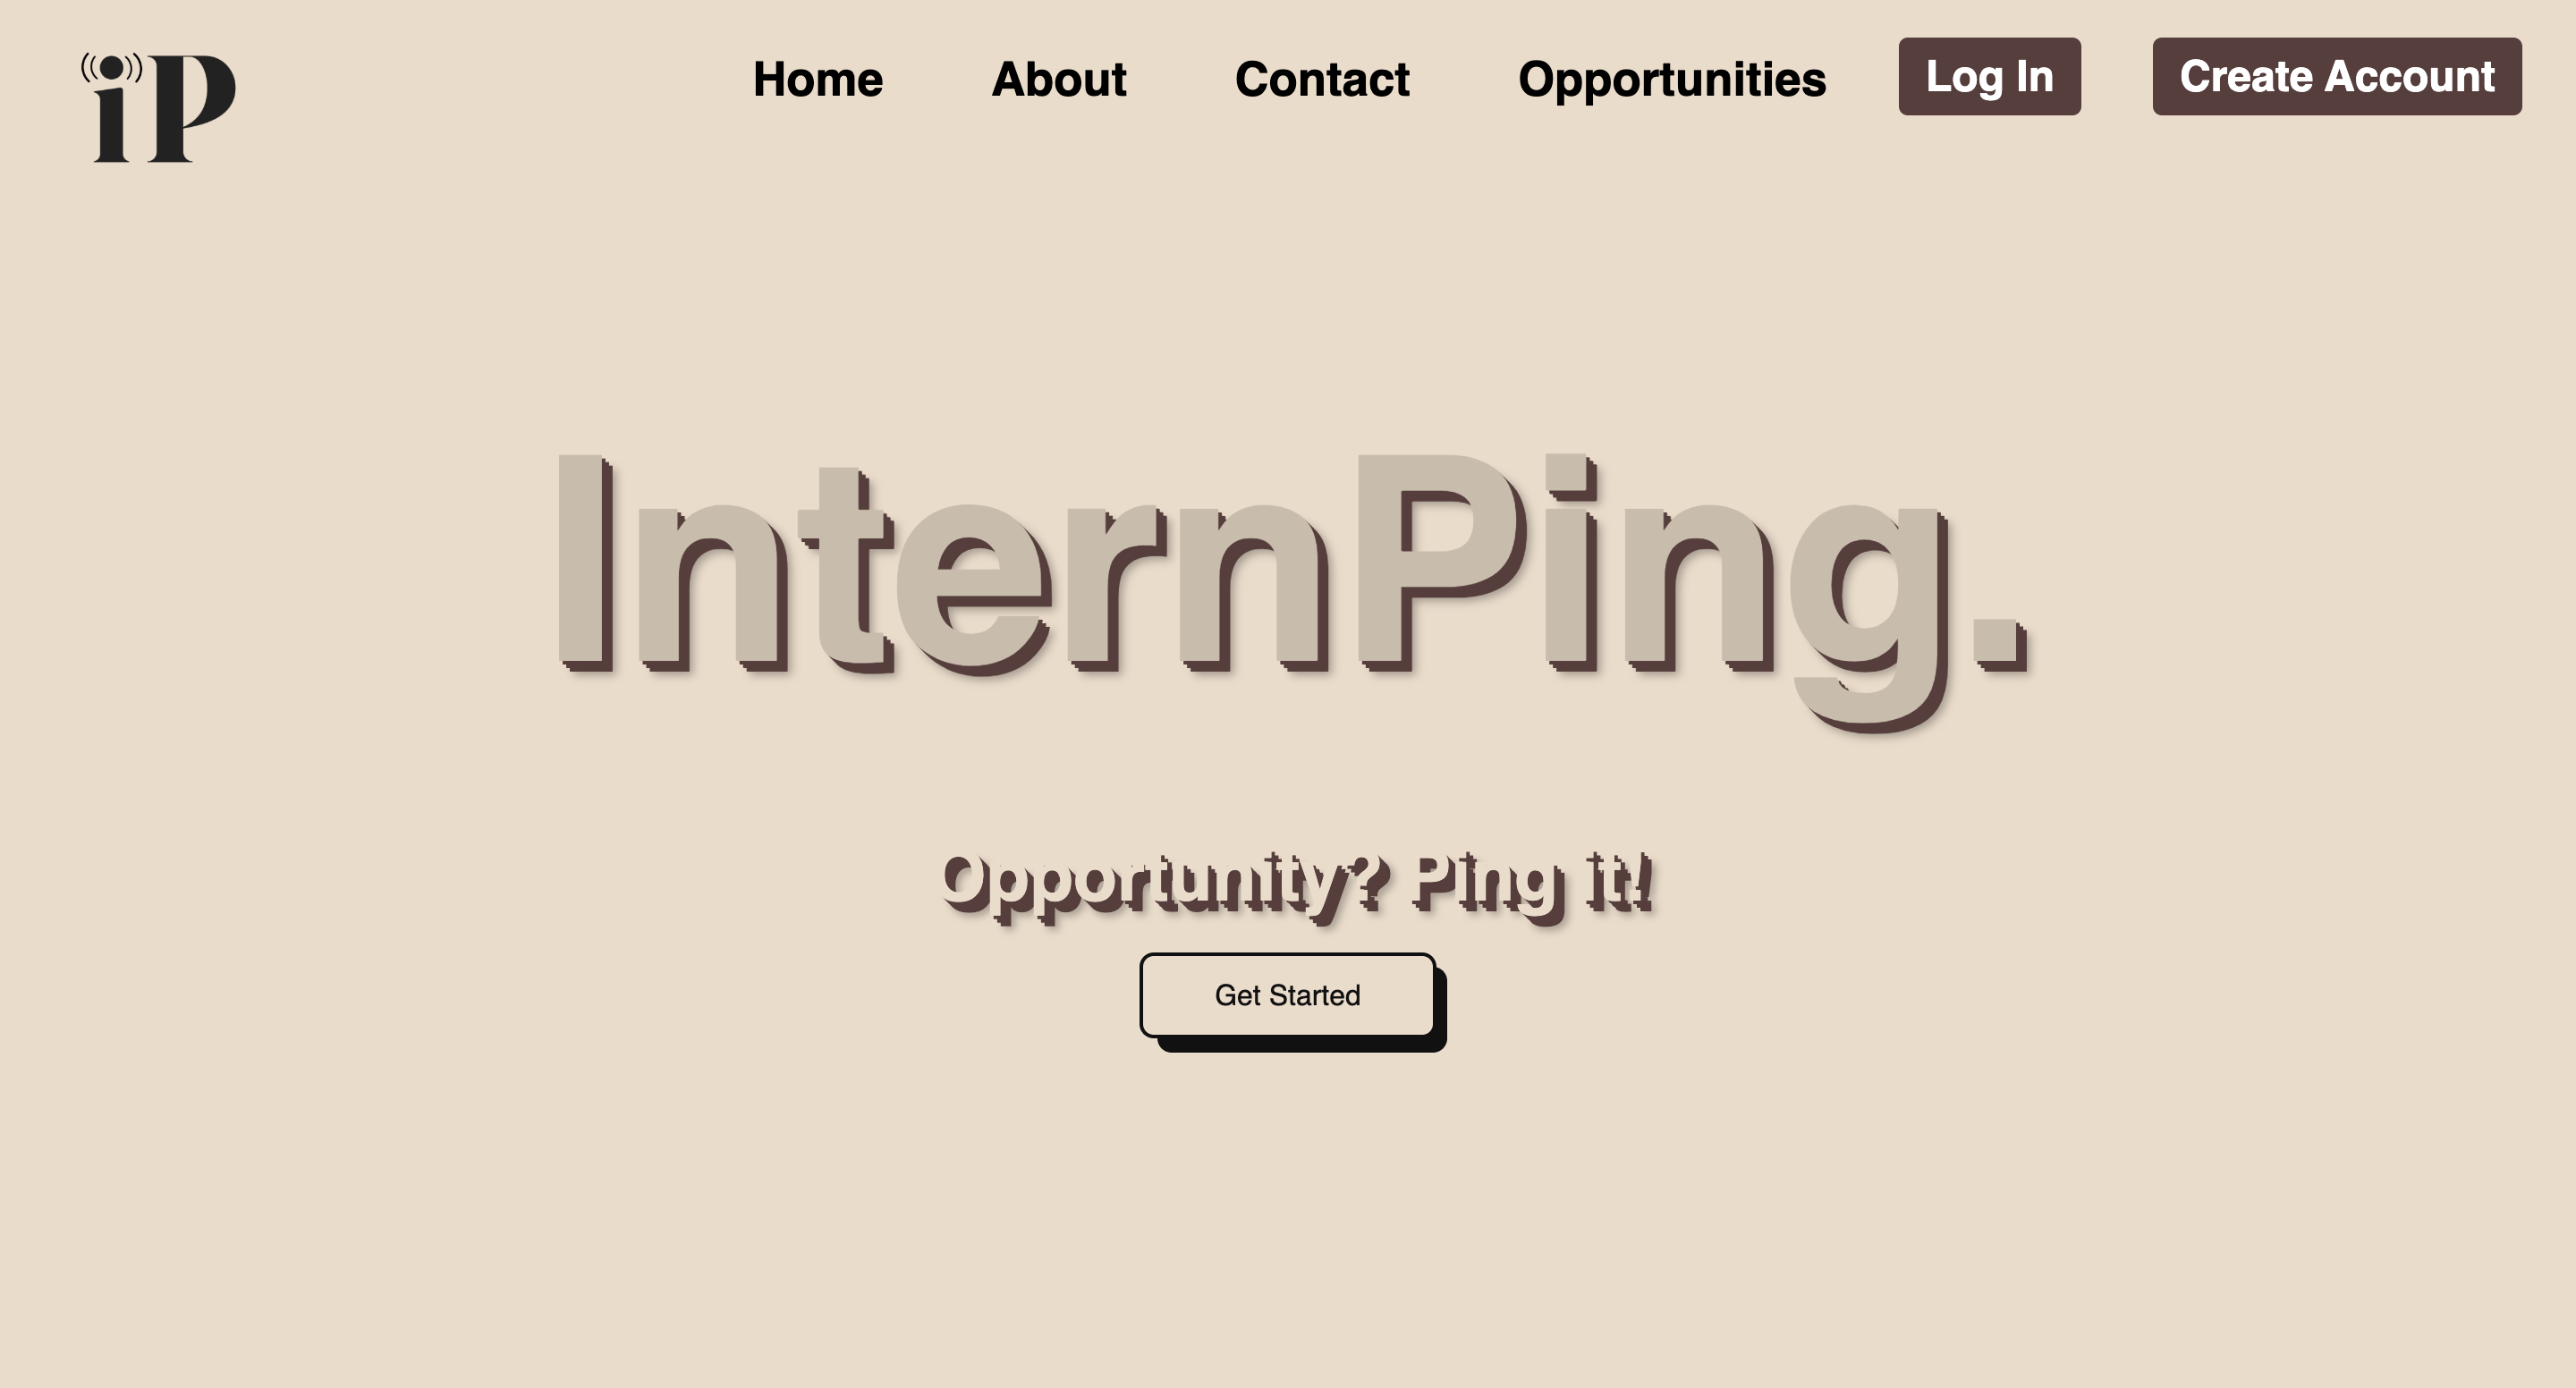 iP
Home About Contact Opportunities Log In Create Account
InternPing.
Opportunity? Ping it!
Get Started